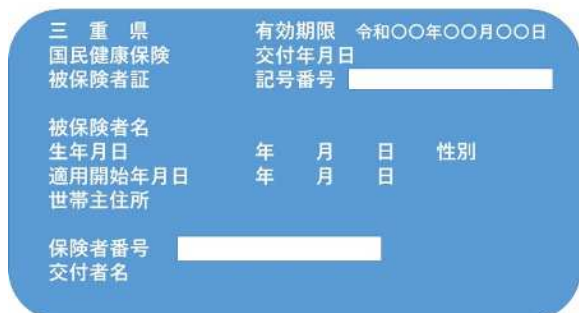 三重県 有効期限 令和〇〇年〇〇月〇〇日
国民健康保険 交付年月日
被保険者証 記号番号
被保険者名
生年月日 年 月 日 性別
適用開始年月日 年 月 日
世帯主住所
保険者番号
交付者名